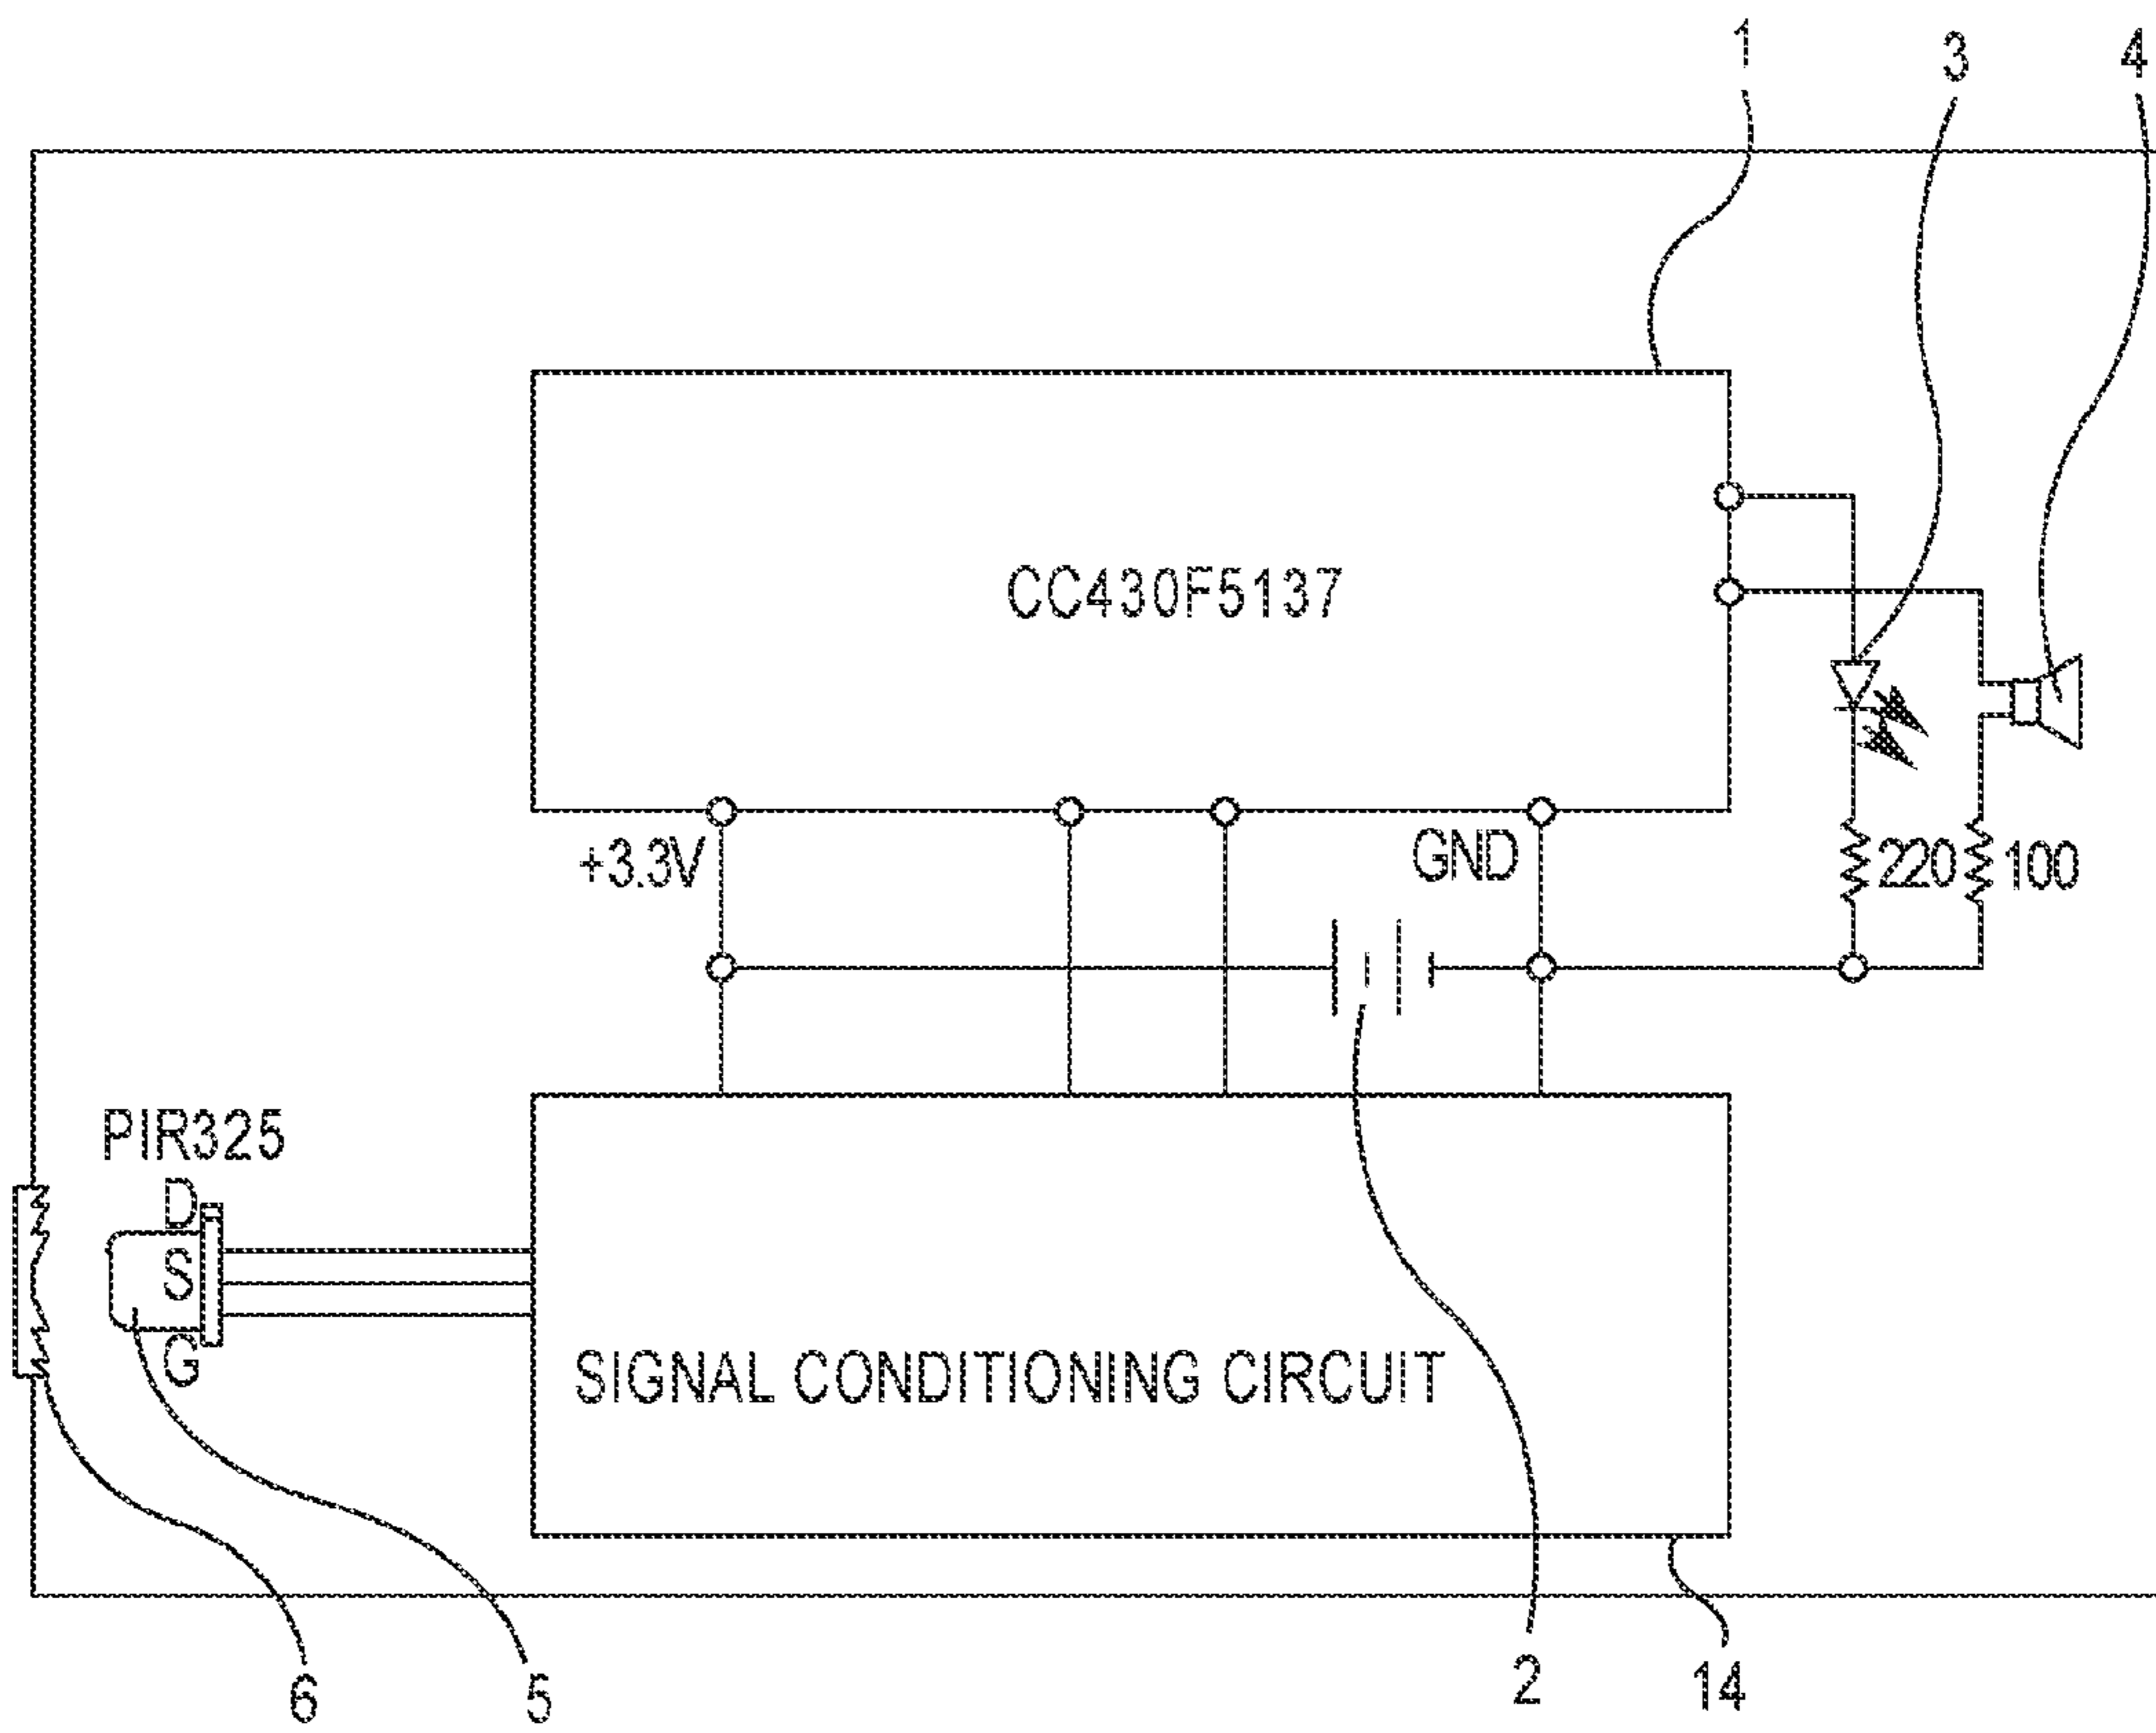 1 3 4
CC430F5137
+3.3V GND 220 100
PIR325
D
S
G
SIGNAL CONDITIONING CIRCUIT
6 5 2 14